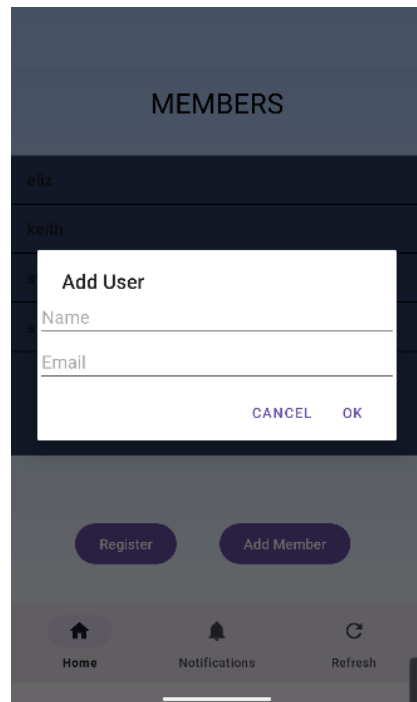 MEMBERS
eliz
keith
s
s
Add User
Name
Email
CANCEL OK
Register Add Member
Home Notifications Refresh